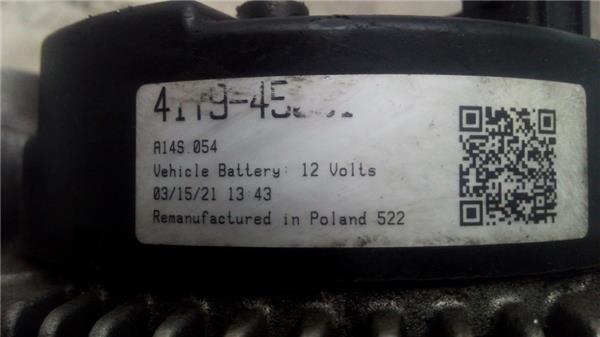 A14S.054
Vehicle Battery: 12 Volts
03/15/21 13:43
Remanufactured in Poland 522